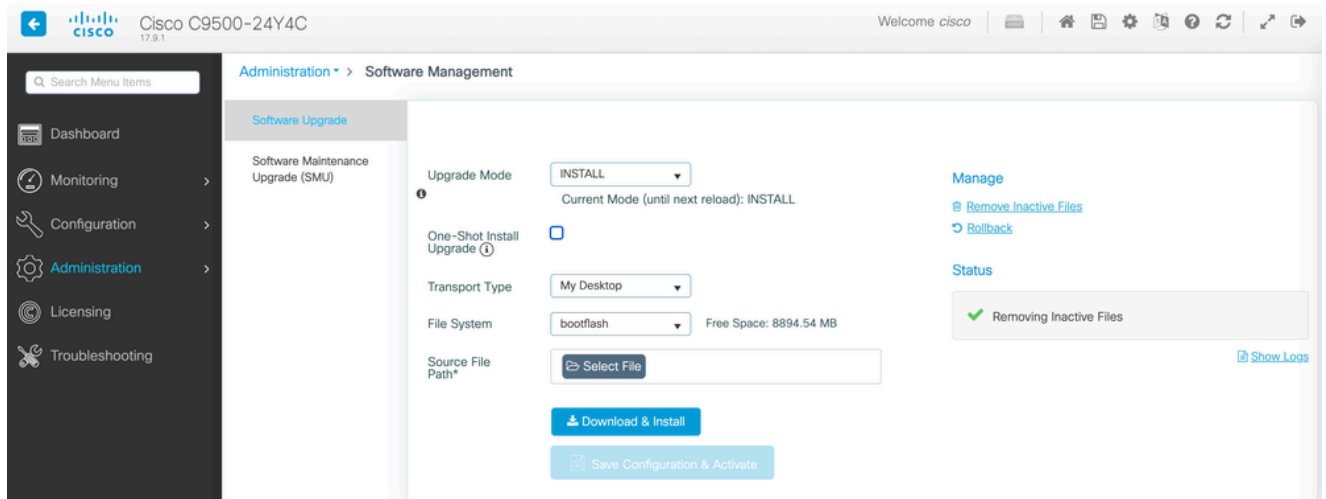 cisco
Cisco C9500-24Y4C
17.9.1
Welcome cisco
Search Menu Items
Administration > Software Management
Dashboard
Monitoring
Configuration
Administration
Licensing
Troubleshooting
Software Upgrade
Software Maintenance
Upgrade (SMU)
Upgrade Mode
INSTALL
Current Mode (until next reload): INSTALL
One-Shot Install
Upgrade
Transport Type
My Desktop
File System
bootflash
Free Space: 8894.54 MB
Source File
Path*
Select File
Download & Install
Save Configuration & Activate
Manage
Remove Inactive Files
Rollback
Status
Removing Inactive Files
Show Logs